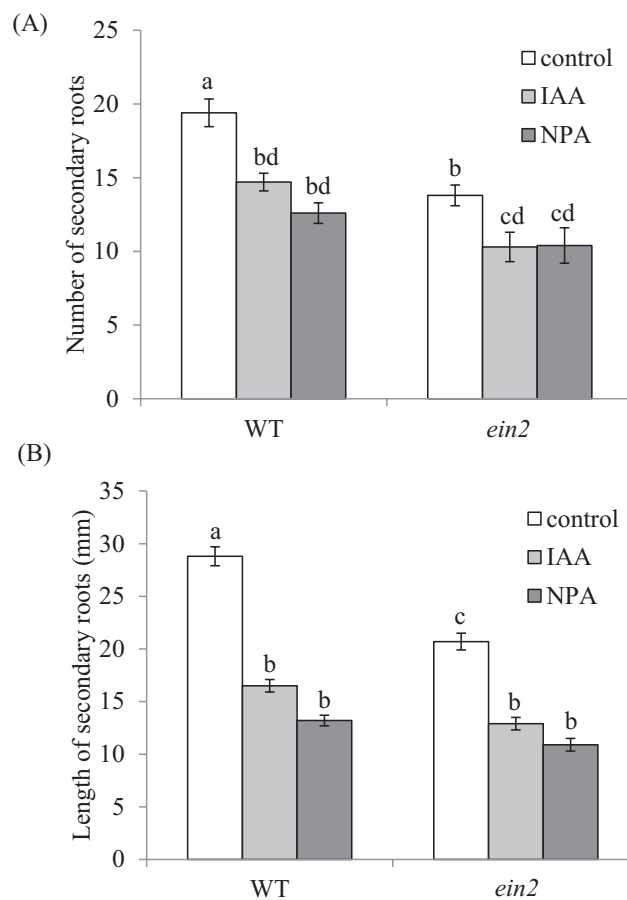 (A)
25
20
15
10
5
0
Number of secondary roots
control
IAA
NPA
a
bd
bd
b
cd
cd
WT
ein2
(B)
35
30
25
20
15
10
5
0
Length of secondary roots (mm)
control
IAA
NPA
a
b
b
c
b
b
WT
ein2